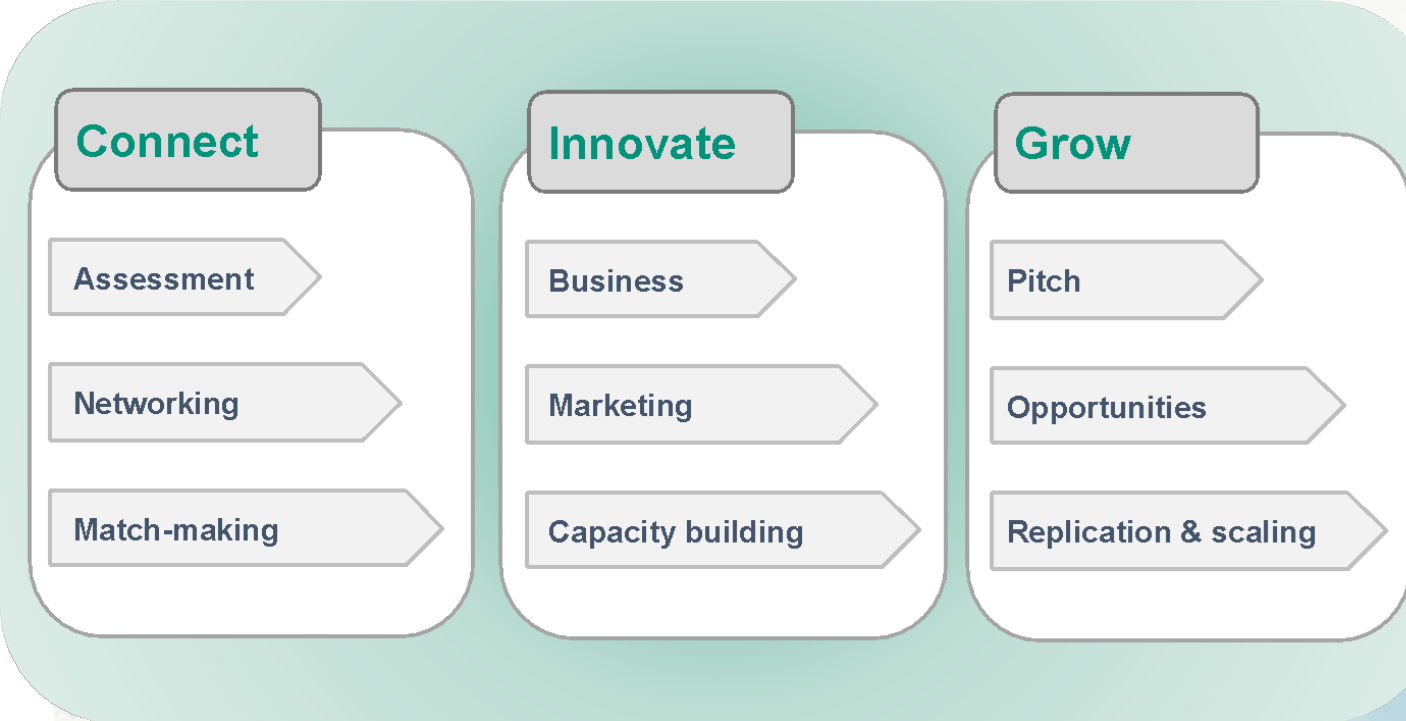 Connect
Assessment
Networking
Match-making
Innovate
Business
Marketing
Capacity building
Grow
Pitch
Opportunities
Replication & scaling